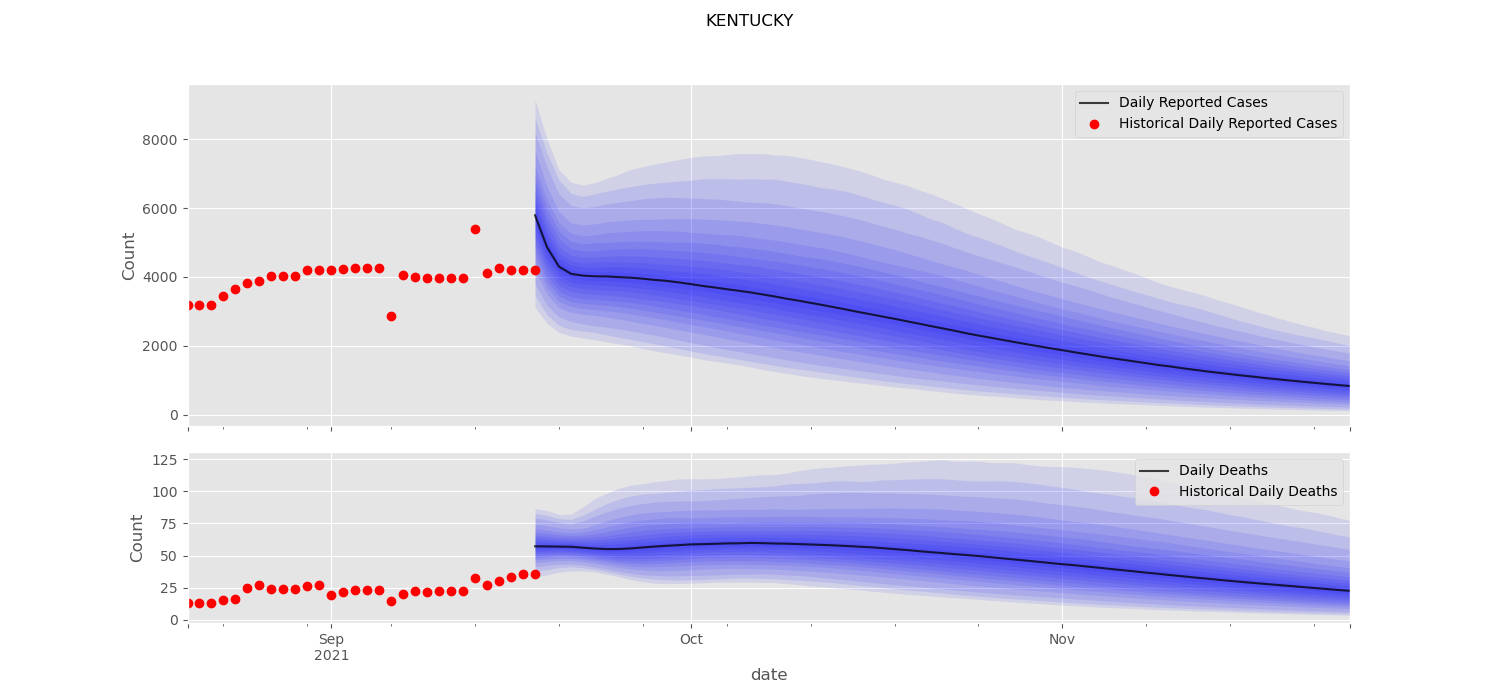 KENTUCKY
Daily Reported Cases
Historical Daily Reported Cases
8000
6000
4000
2000
0
Count
Daily Deaths
Historical Daily Deaths
125
100
75
50
25
0
Count
Sep
2021
Oct
Nov
date